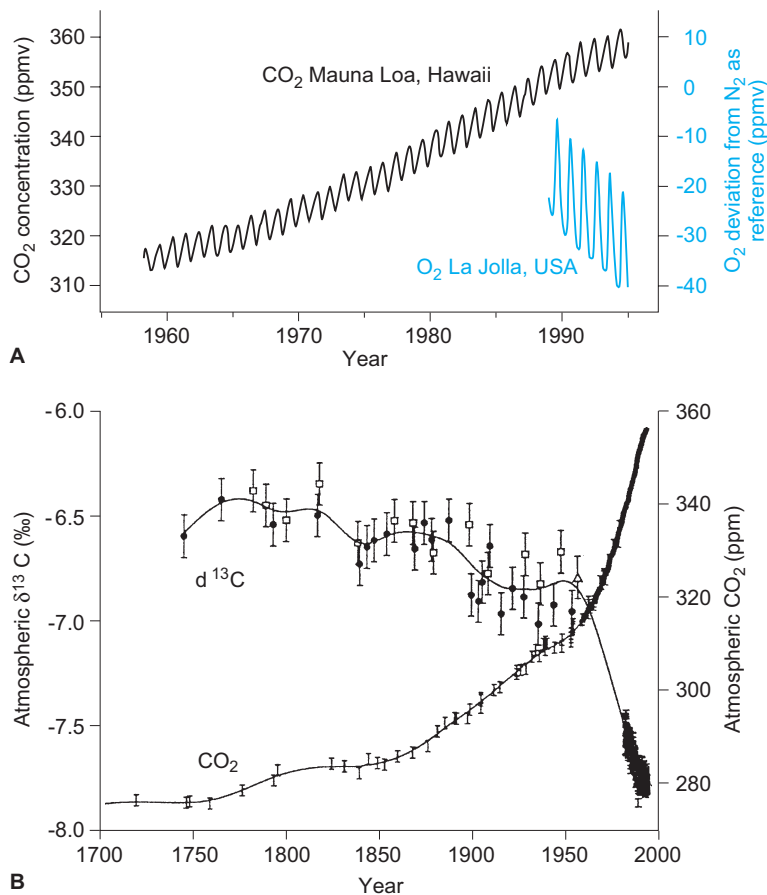 CO₂ concentration (ppmv)
360
350
340
330
320
310
CO₂ Mauna Loa, Hawaii
O₂ La Jolla, USA
10
0
-10
-20
-30
-40
O₂ deviation from N₂ as
reference (ppmv)
1960
1970
1980
1990
Year
A
Atmospheric δ¹³ C (‰)
-6.0
-6.5
-7.0
-7.5
-8.0
d ¹³C
CO₂
360
340
320
300
280
Atmospheric CO₂ (ppm)
1700
1750
1800
1850
1900
1950
2000
Year
B